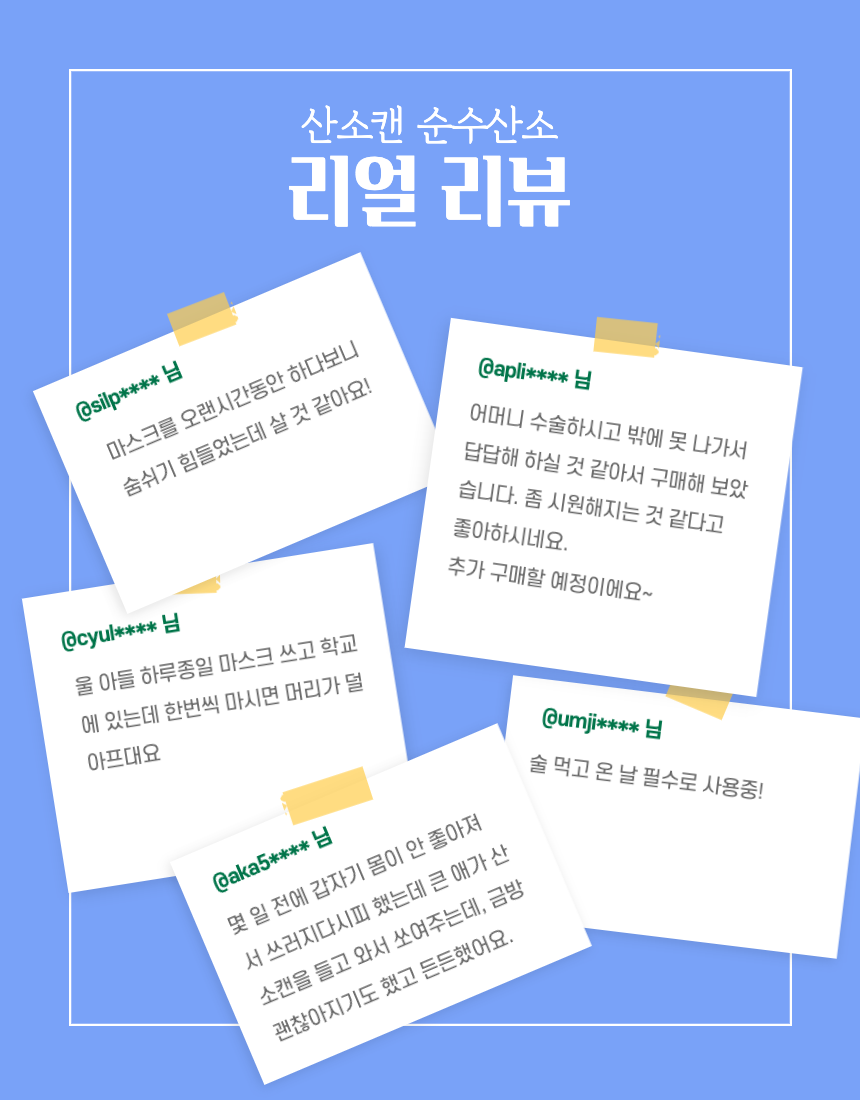 산소캔 순수산소
리얼 리뷰
@silp**** 님
마스크를 오랜시간동안 하다보니
숨쉬기 힘들었는데 살 것 같아요!
@apli**** 님
어머니 수술하시고 밖에 못 나가서
답답해 하실 것 같아서 구매해 보았
습니다. 좀 시원해지는 것 같다고
좋아하시네요.
추가 구매할 예정이에요~
@cyul**** 님
울 아들 하루종일 마스크 쓰고 학교
에 있는데 한번씩 마시면 머리가 덜
아프대요
@umji**** 님
술 먹고 온 날 필수로 사용중!
@aka5**** 님
몇 일 전에 갑자기 몸이 안 좋아져
서 쓰러지다시피 했는데 큰 애가 산
소캔을 들고 와서 쏘여주는데, 금방
괜찮아지기도 했고 든든했어요.